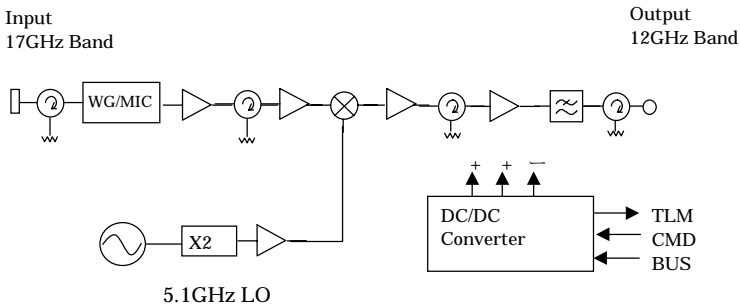 Input
17GHz Band
Output
12GHz Band
WG/MIC
+ + —
DC/DC
Converter
TLM
CMD
BUS
X2
5.1GHz LO